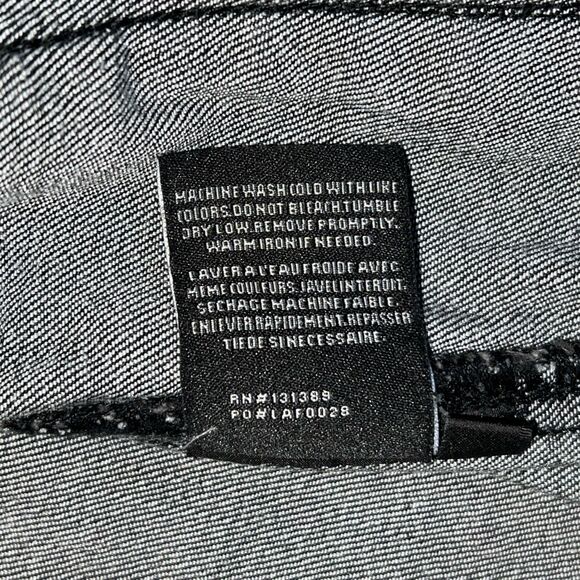 MACHINE WASH COLD WITH LIKE
COLORS. DO NOT BLEACH. TUMBLE
DRY LOW. REMOVE PROMPTLY.
WARM IRON IF NEEDED.
LAVER A L'EAU FROIDE AVEC
MEME COULEURS. JAVEL INTERDIT.
SECHAGE MACHINE FAIBLE.
ENLEVER RAPIDEMENT. REPASSER
TIEDE SI NECESSAIRE.
RN#131389
PO#LAF0028